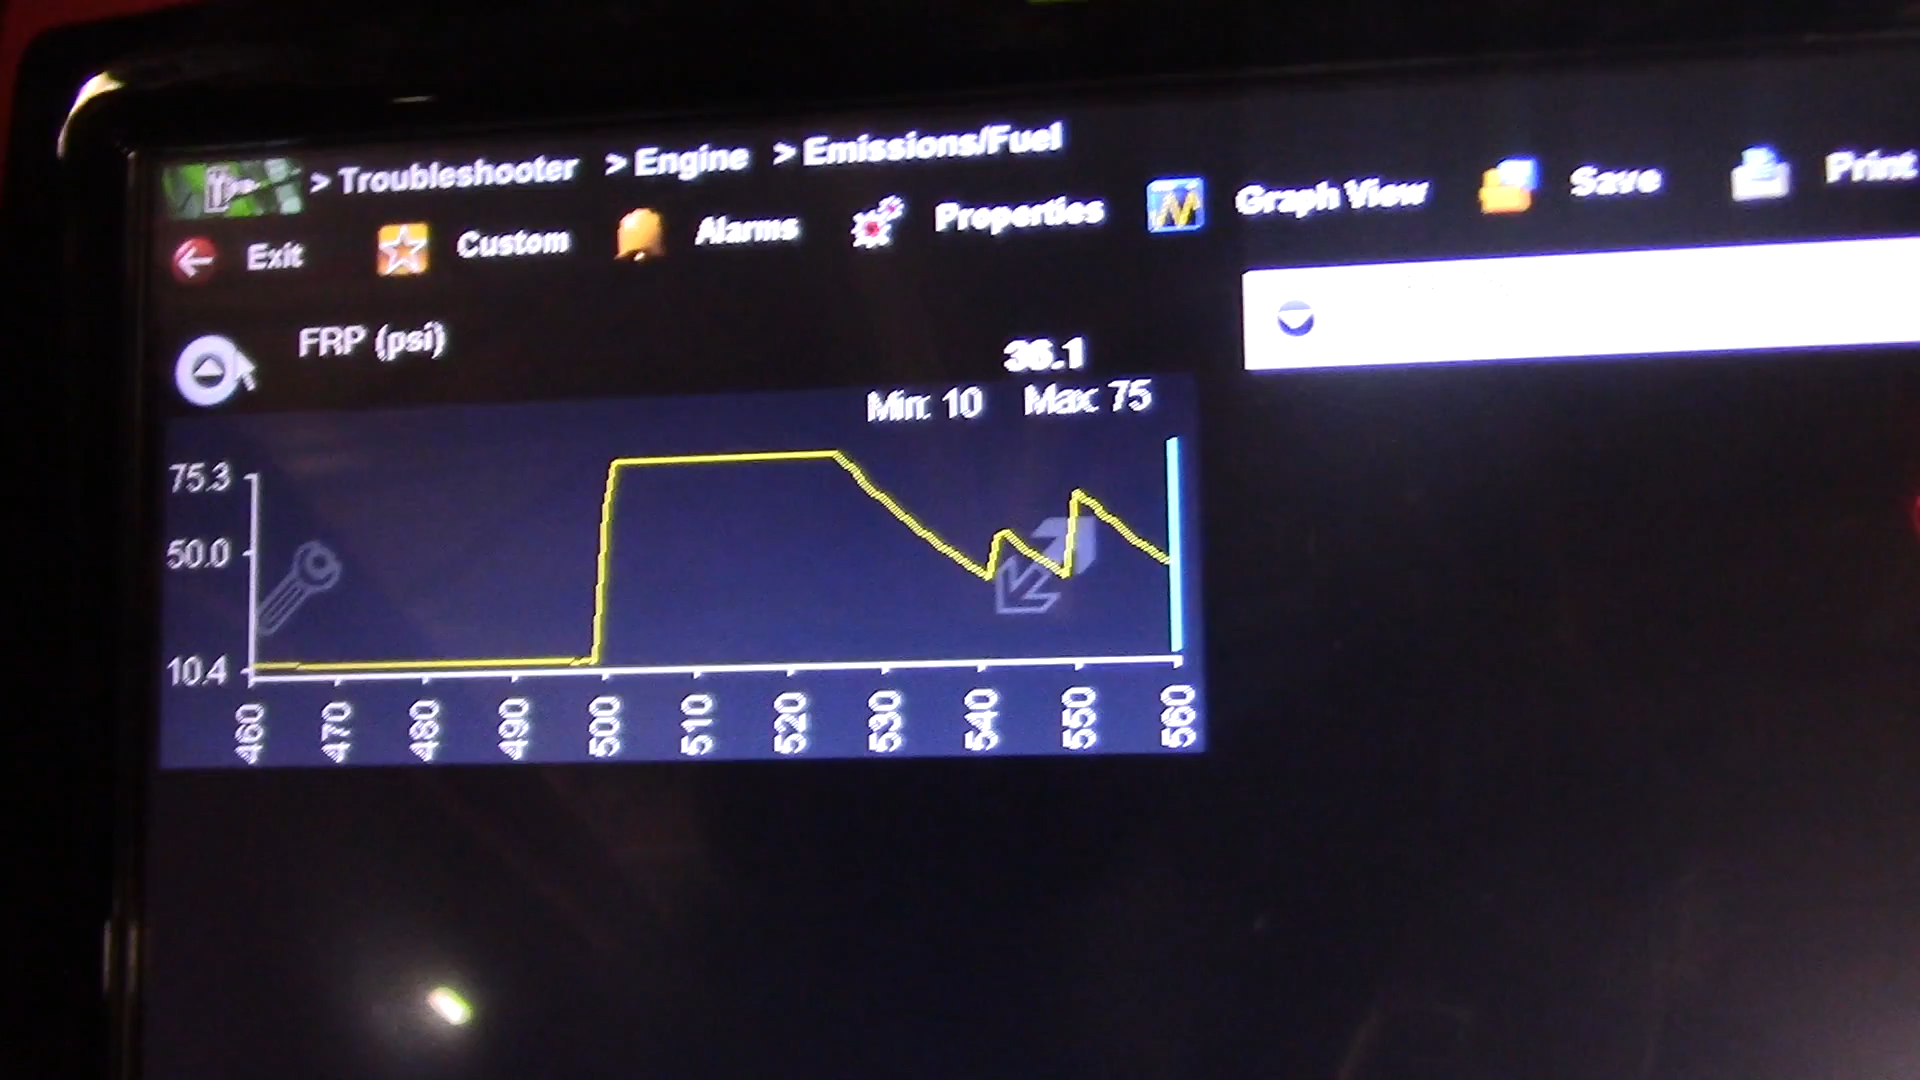 > Troubleshooter > Engine > Emissions/Fuel
Exit Custom Alarms Properties Graph View Save Print
FRP (psi)
36.1
Min: 10 Max: 75
75.3
50.0
10.4
460 470 480 490 500 510 520 530 540 550 560